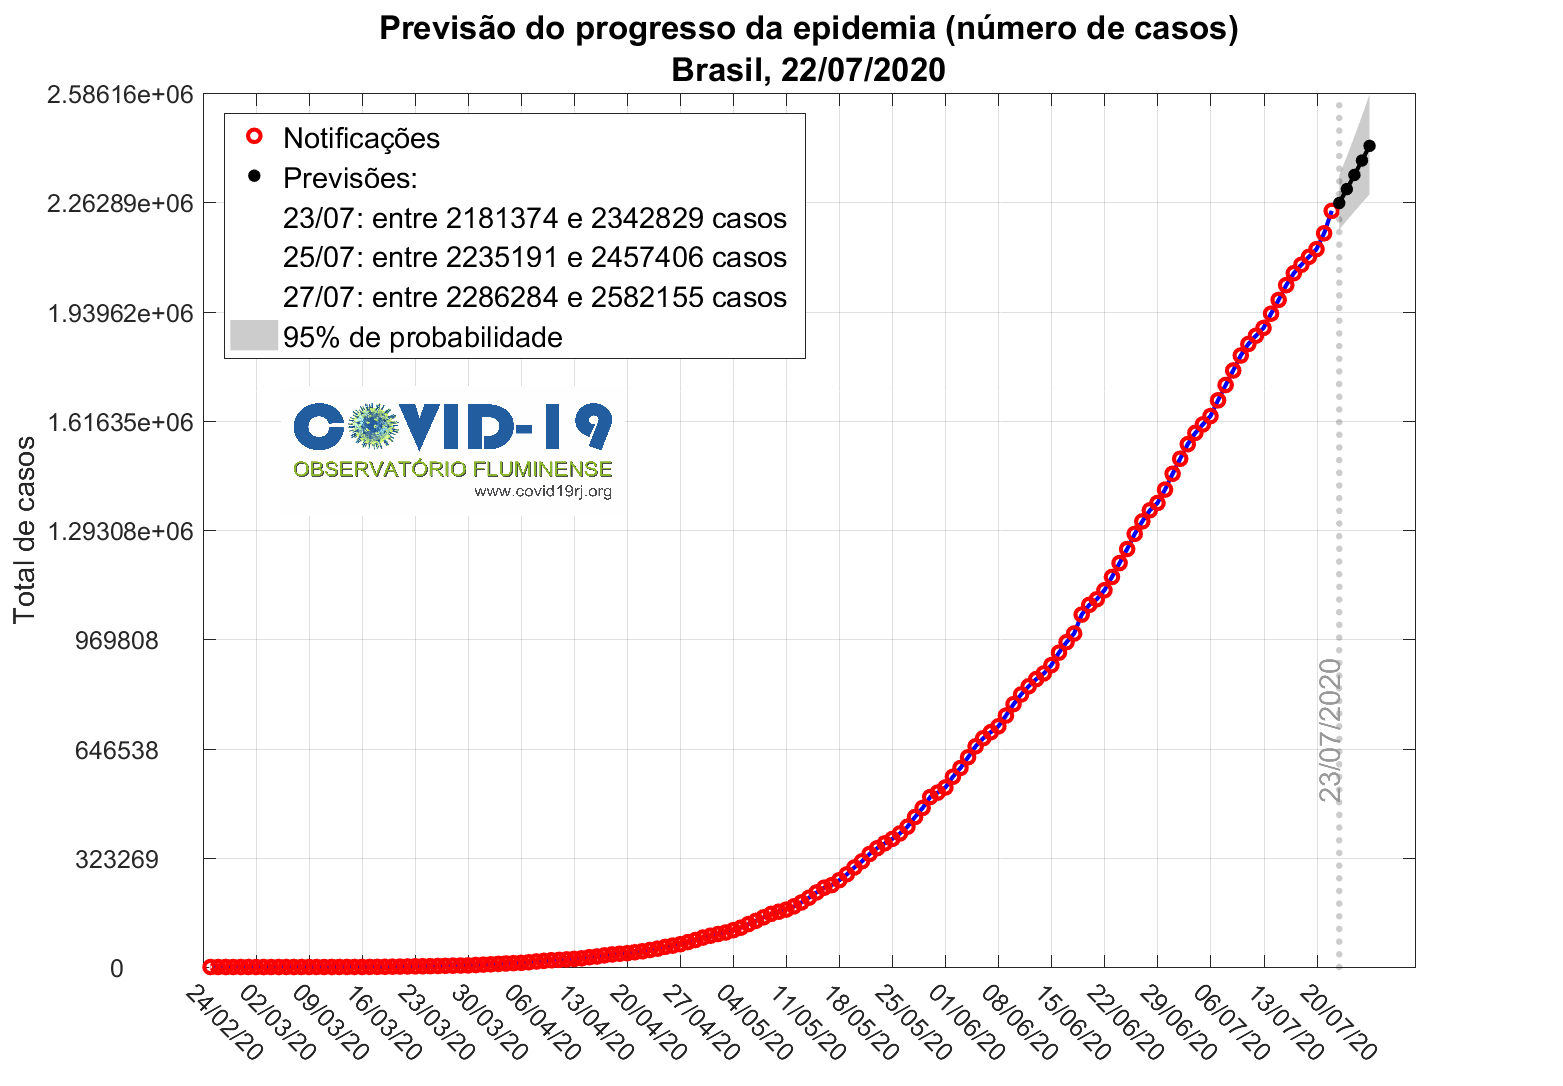 Previsão do progresso da epidemia (número de casos)
Brasil, 22/07/2020
2.58616e+06
2.26289e+06
1.93962e+06
1.61635e+06
1.29308e+06
969808
646538
323269
0
Total de casos
Notificações
Previsões:
23/07: entre 2181374 e 2342829 casos
25/07: entre 2235191 e 2457406 casos
27/07: entre 2286284 e 2582155 casos
95% de probabilidade
COVID-19
OBSERVATÓRIO FLUMINENSE
www.covid19rj.org
23/07/2020
24/02/20
02/03/20
09/03/20
16/03/20
23/03/20
30/03/20
06/04/20
13/04/20
20/04/20
27/04/20
04/05/20
11/05/20
18/05/20
25/05/20
01/06/20
08/06/20
15/06/20
22/06/20
29/06/20
06/07/20
13/07/20
20/07/20